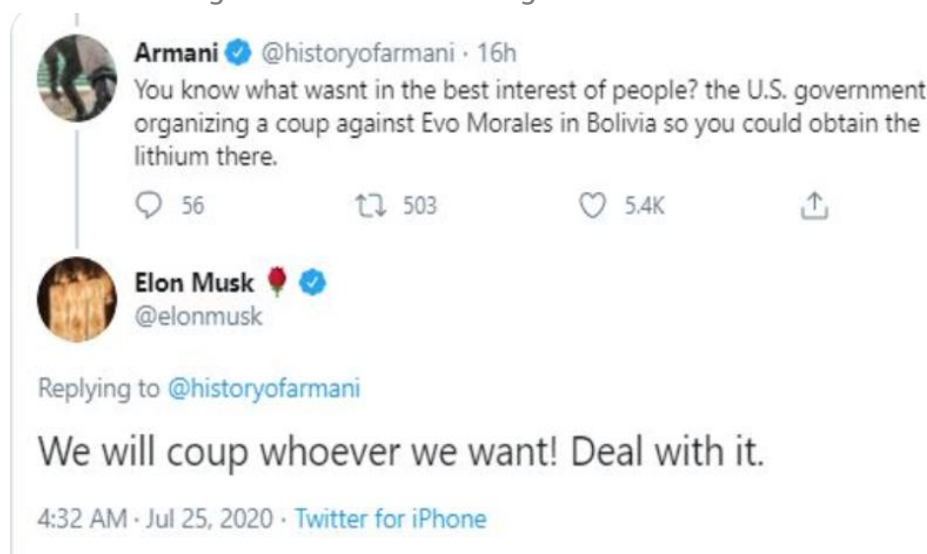 Armani @historyofarmani · 16h
You know what wasnt in the best interest of people? the U.S. government
organizing a coup against Evo Morales in Bolivia so you could obtain the
lithium there.
56 503 5.4K
Elon Musk 🌹
@elonmusk
Replying to @historyofarmani
We will coup whoever we want! Deal with it.
4:32 AM · Jul 25, 2020 · Twitter for iPhone